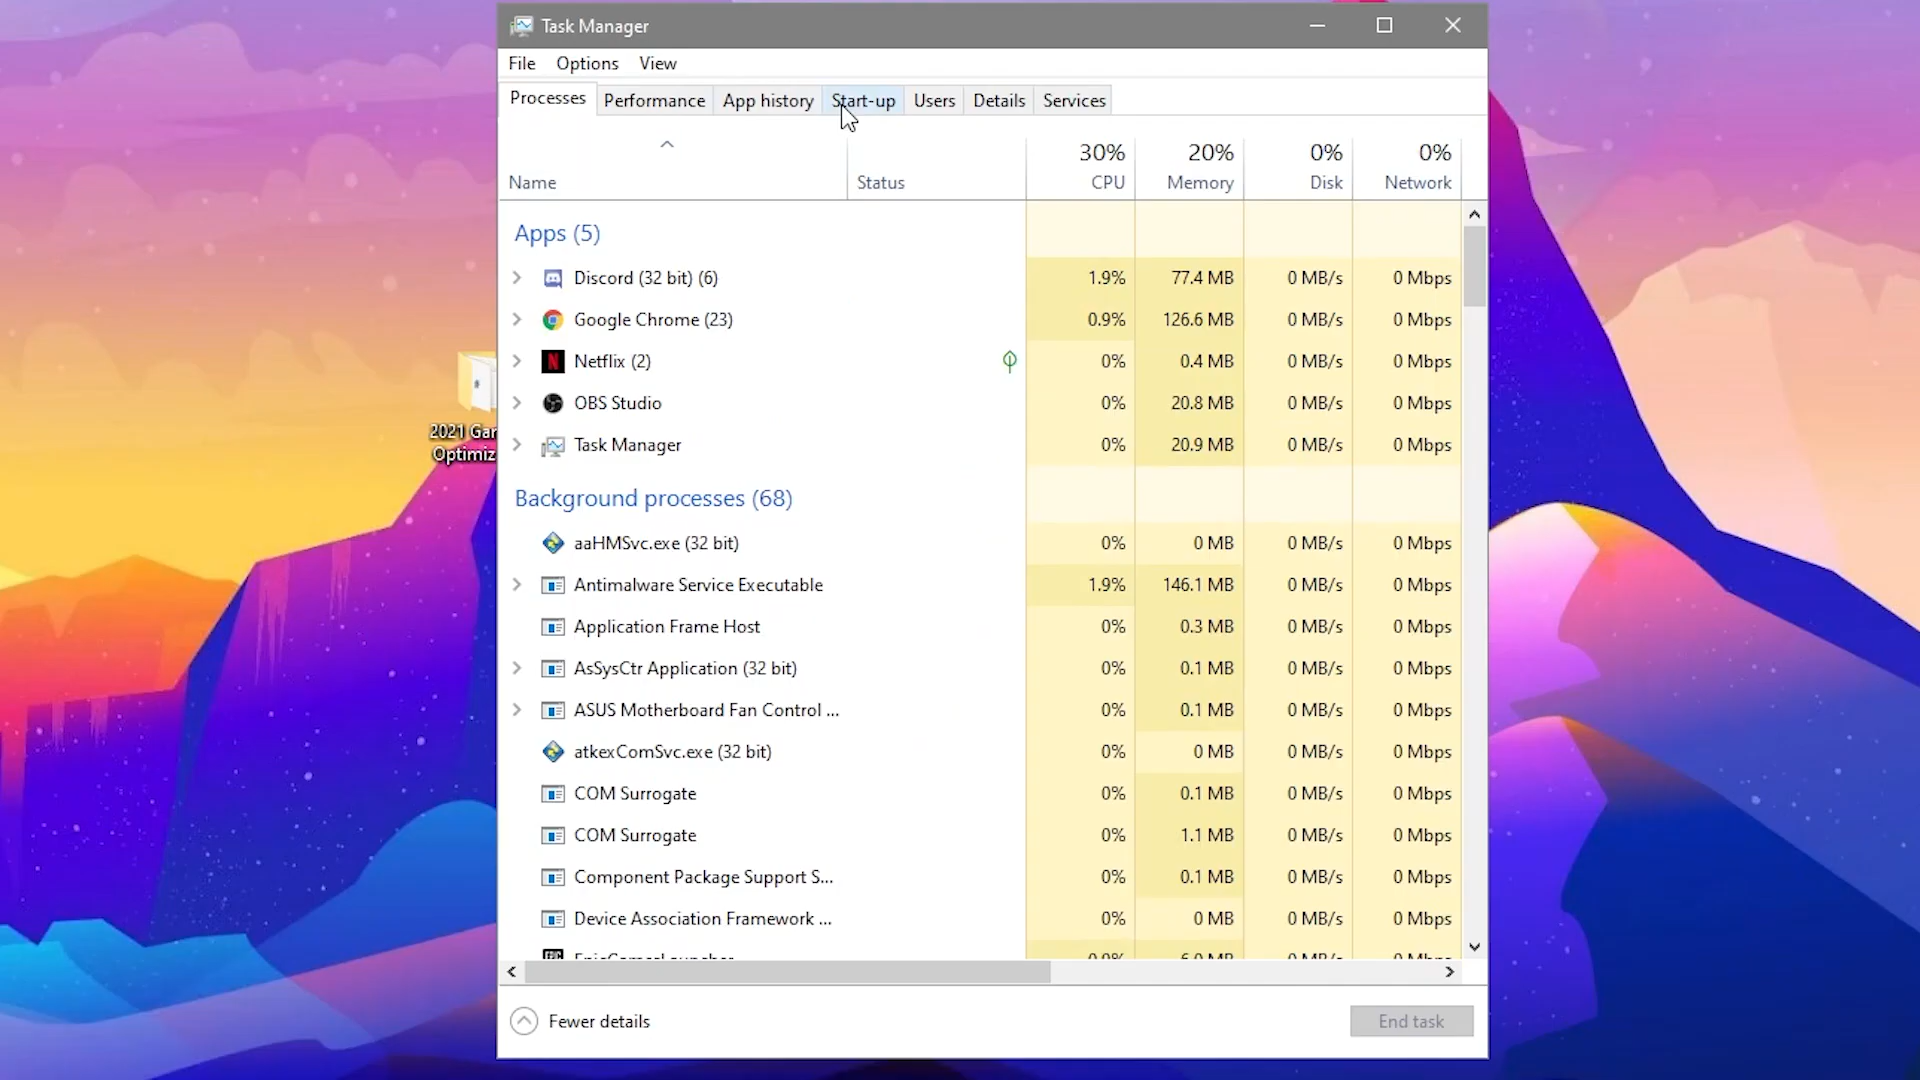 Task Manager
File Options View
Processes Performance App history Start-up Users Details Services
30% 20% 0% 0%
Name Status CPU Memory Disk Network
Apps (5)
Discord (32 bit) (6) 1.9% 77.4 MB 0 MB/s 0 Mbps
Google Chrome (23) 0.9% 126.6 MB 0 MB/s 0 Mbps
Netflix (2) 0% 0.4 MB 0 MB/s 0 Mbps
OBS Studio 0% 20.8 MB 0 MB/s 0 Mbps
Task Manager 0% 20.9 MB 0 MB/s 0 Mbps
2021 Gar
Optimiz
Background processes (68)
aaHMSvc.exe (32 bit) 0% 0 MB 0 MB/s 0 Mbps
Antimalware Service Executable 1.9% 146.1 MB 0 MB/s 0 Mbps
Application Frame Host 0% 0.3 MB 0 MB/s 0 Mbps
AsSysCtr Application (32 bit) 0% 0.1 MB 0 MB/s 0 Mbps
ASUS Motherboard Fan Control ... 0% 0.1 MB 0 MB/s 0 Mbps
atkexComSvc.exe (32 bit) 0% 0 MB 0 MB/s 0 Mbps
COM Surrogate 0% 0.1 MB 0 MB/s 0 Mbps
COM Surrogate 0% 1.1 MB 0 MB/s 0 Mbps
Component Package Support S... 0% 0.1 MB 0 MB/s 0 Mbps
Device Association Framework ... 0% 0 MB 0 MB/s 0 Mbps
Fewer details End task